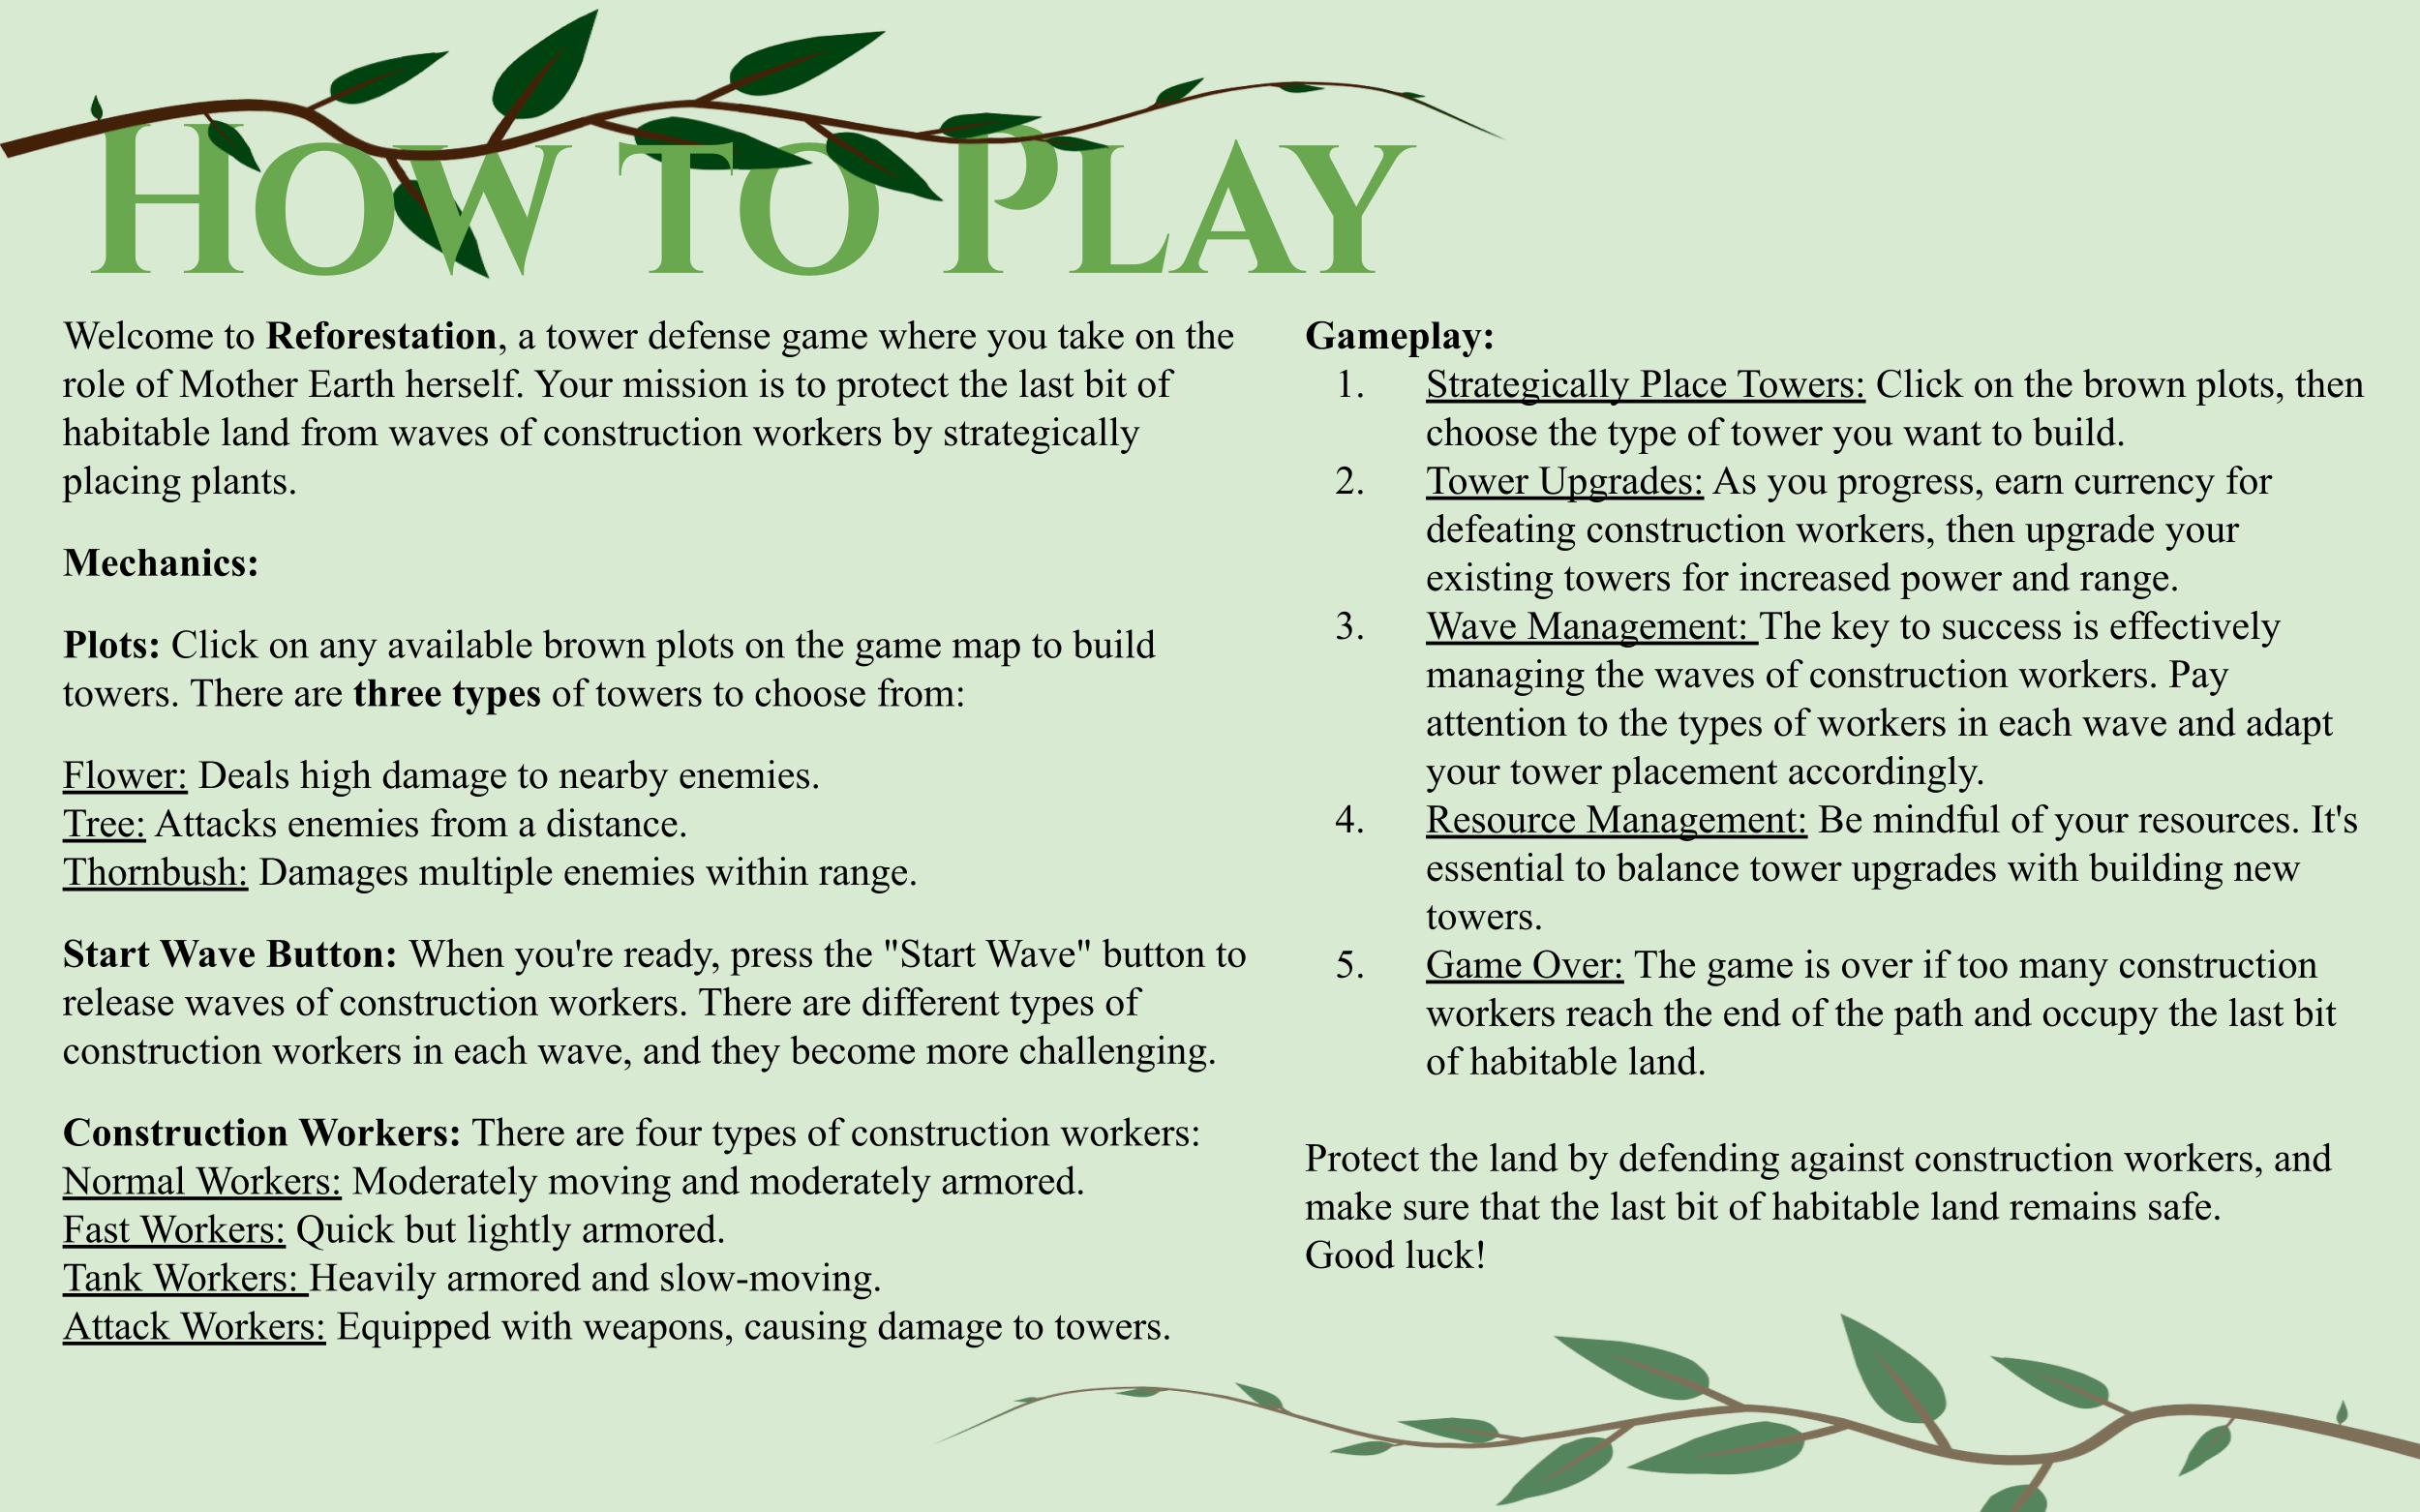 How to Play
Welcome to Reforestation, a tower defense game where you take on the
role of Mother Earth herself. Your mission is to protect the last bit of
habitable land from waves of construction workers by strategically
placing plants.
Mechanics:
Plots: Click on any available brown plots on the game map to build
towers. There are three types of towers to choose from:
Flower: Deals high damage to nearby enemies.
Tree: Attacks enemies from a distance.
Thornbush: Damages multiple enemies within range.
Start Wave Button: When you're ready, press the "Start Wave" button to
release waves of construction workers. There are different types of
construction workers in each wave, and they become more challenging.
Construction Workers: There are four types of construction workers:
Normal Workers: Moderately moving and moderately armored.
Fast Workers: Quick but lightly armored.
Tank Workers: Heavily armored and slow-moving.
Attack Workers: Equipped with weapons, causing damage to towers.
Gameplay:
1. Strategically Place Towers: Click on the brown plots, then
choose the type of tower you want to build.
2. Tower Upgrades: As you progress, earn currency for
defeating construction workers, then upgrade your
existing towers for increased power and range.
3. Wave Management: The key to success is effectively
managing the waves of construction workers. Pay
attention to the types of workers in each wave and adapt
your tower placement accordingly.
4. Resource Management: Be mindful of your resources. It's
essential to balance tower upgrades with building new
towers.
5. Game Over: The game is over if too many construction
workers reach the end of the path and occupy the last bit
of habitable land.
Protect the land by defending against construction workers, and
make sure that the last bit of habitable land remains safe.
Good luck!